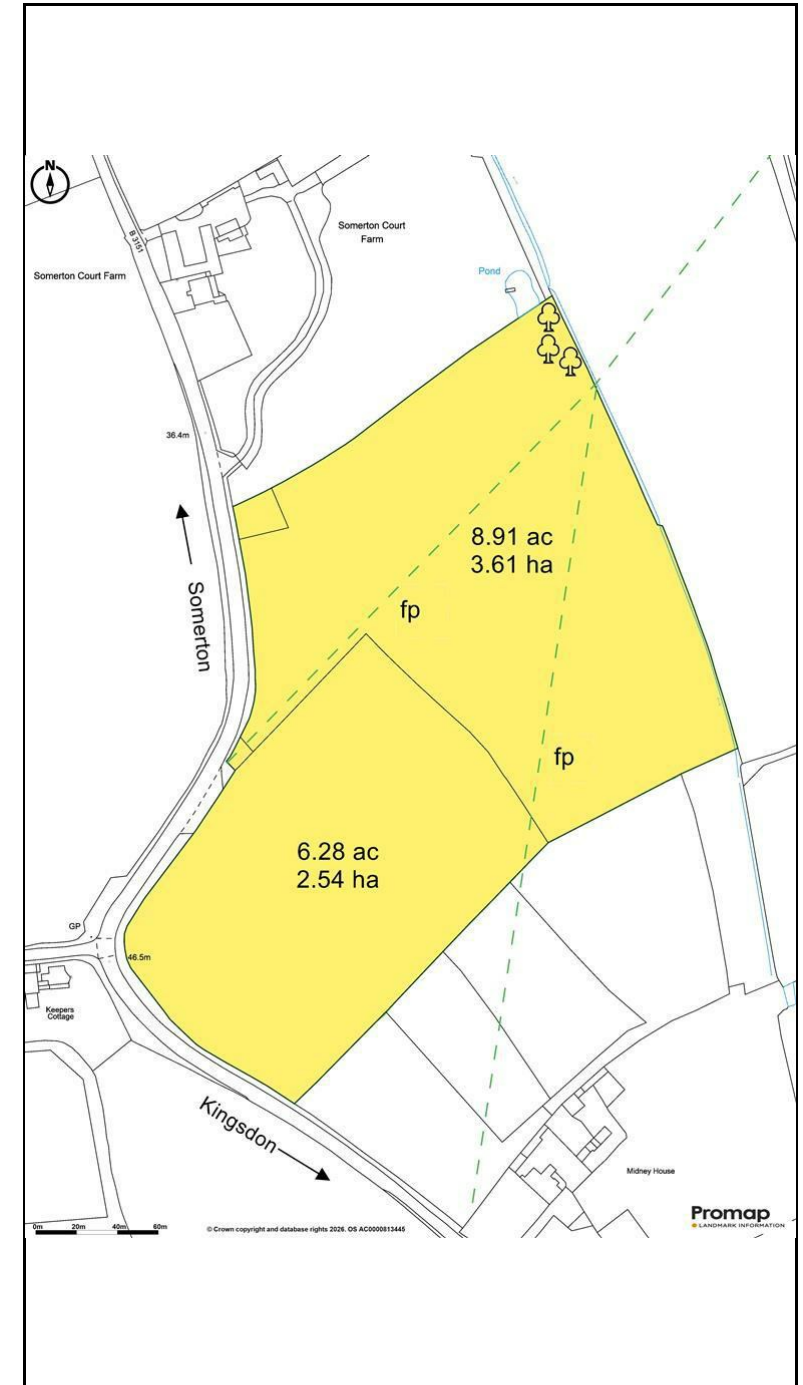 N
B 3151
Somerton Court
Farm
Somerton Court Farm
Pond
36.4m
8.91 ac
3.61 ha
Somerton
fp
fp
6.28 ac
2.54 ha
GP
46.5m
Keepers
Cottage
Kingsdon
Midney House
Promap
LANDMARK INFORMATION
0m 20m 40m 60m
© Crown copyright and database rights 2026. OS AC0000813445